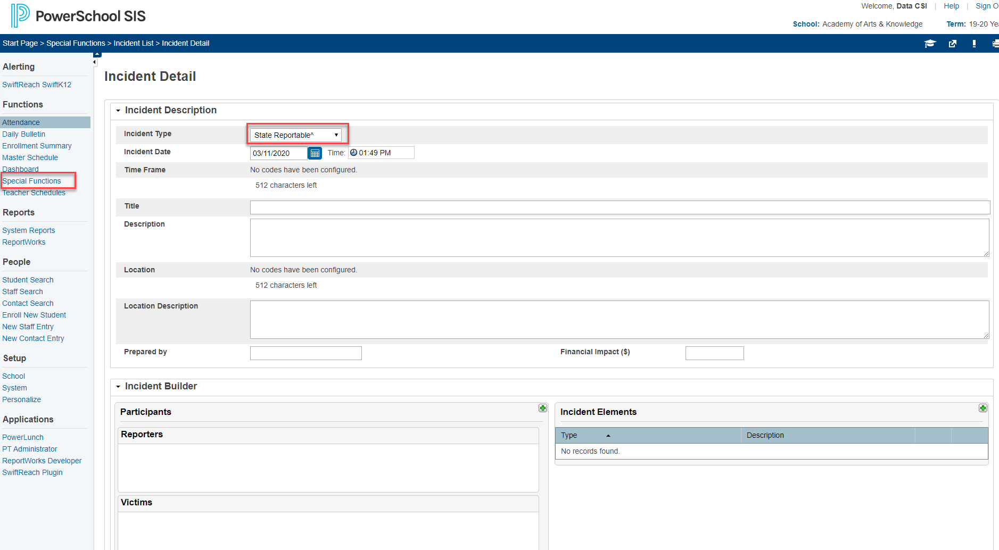 PowerSchool SIS
Welcome, Data CSI | Help | Sign O
School: Academy of Arts & Knowledge Term: 19-20 Yea
Start Page > Special Functions > Incident List > Incident Detail
Alerting
SwiftReach SwiftK12
Functions
Attendance
Daily Bulletin
Enrollment Summary
Master Schedule
Dashboard
Special Functions
Teacher Schedules
Reports
System Reports
ReportWorks
People
Student Search
Staff Search
Contact Search
Enroll New Student
New Staff Entry
New Contact Entry
Setup
School
System
Personalize
Applications
PowerLunch
PT Administrator
ReportWorks Developer
SwiftReach Plugin
Incident Detail
Incident Description
Incident Type State Reportable^
Incident Date 03/11/2020 Time: 01:49 PM
Time Frame No codes have been configured.
512 characters left
Title
Description
Location No codes have been configured.
512 characters left
Location Description
Prepared by Financial Impact ($)
Incident Builder
Participants
Reporters
Victims
Incident Elements
Type Description
No records found.